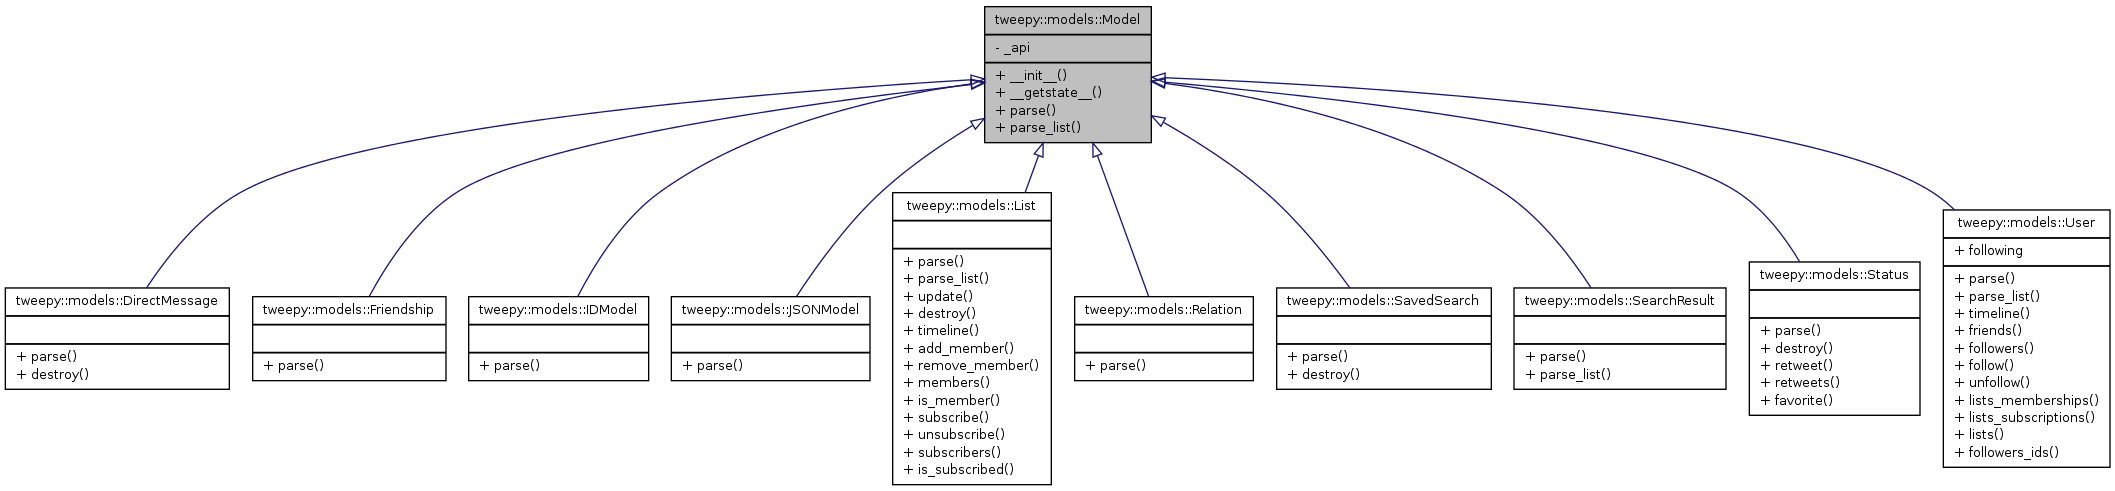 tweepy::models::Model
- _api
+ __init__()
+ __getstate__()
+ parse()
+ parse_list()
tweepy::models::DirectMessage
+ parse()
+ destroy()
tweepy::models::Friendship
+ parse()
tweepy::models::IDModel
+ parse()
tweepy::models::JSONModel
+ parse()
tweepy::models::List
+ parse()
+ parse_list()
+ update()
+ destroy()
+ timeline()
+ add_member()
+ remove_member()
+ members()
+ is_member()
+ subscribe()
+ unsubscribe()
+ subscribers()
+ is_subscribed()
tweepy::models::Relation
+ parse()
tweepy::models::SavedSearch
+ parse()
+ destroy()
tweepy::models::SearchResult
+ parse()
+ parse_list()
tweepy::models::Status
+ parse()
+ destroy()
+ retweet()
+ retweets()
+ favorite()
tweepy::models::User
+ following
+ parse()
+ parse_list()
+ timeline()
+ friends()
+ followers()
+ follow()
+ unfollow()
+ lists_memberships()
+ lists_subscriptions()
+ lists()
+ followers_ids()